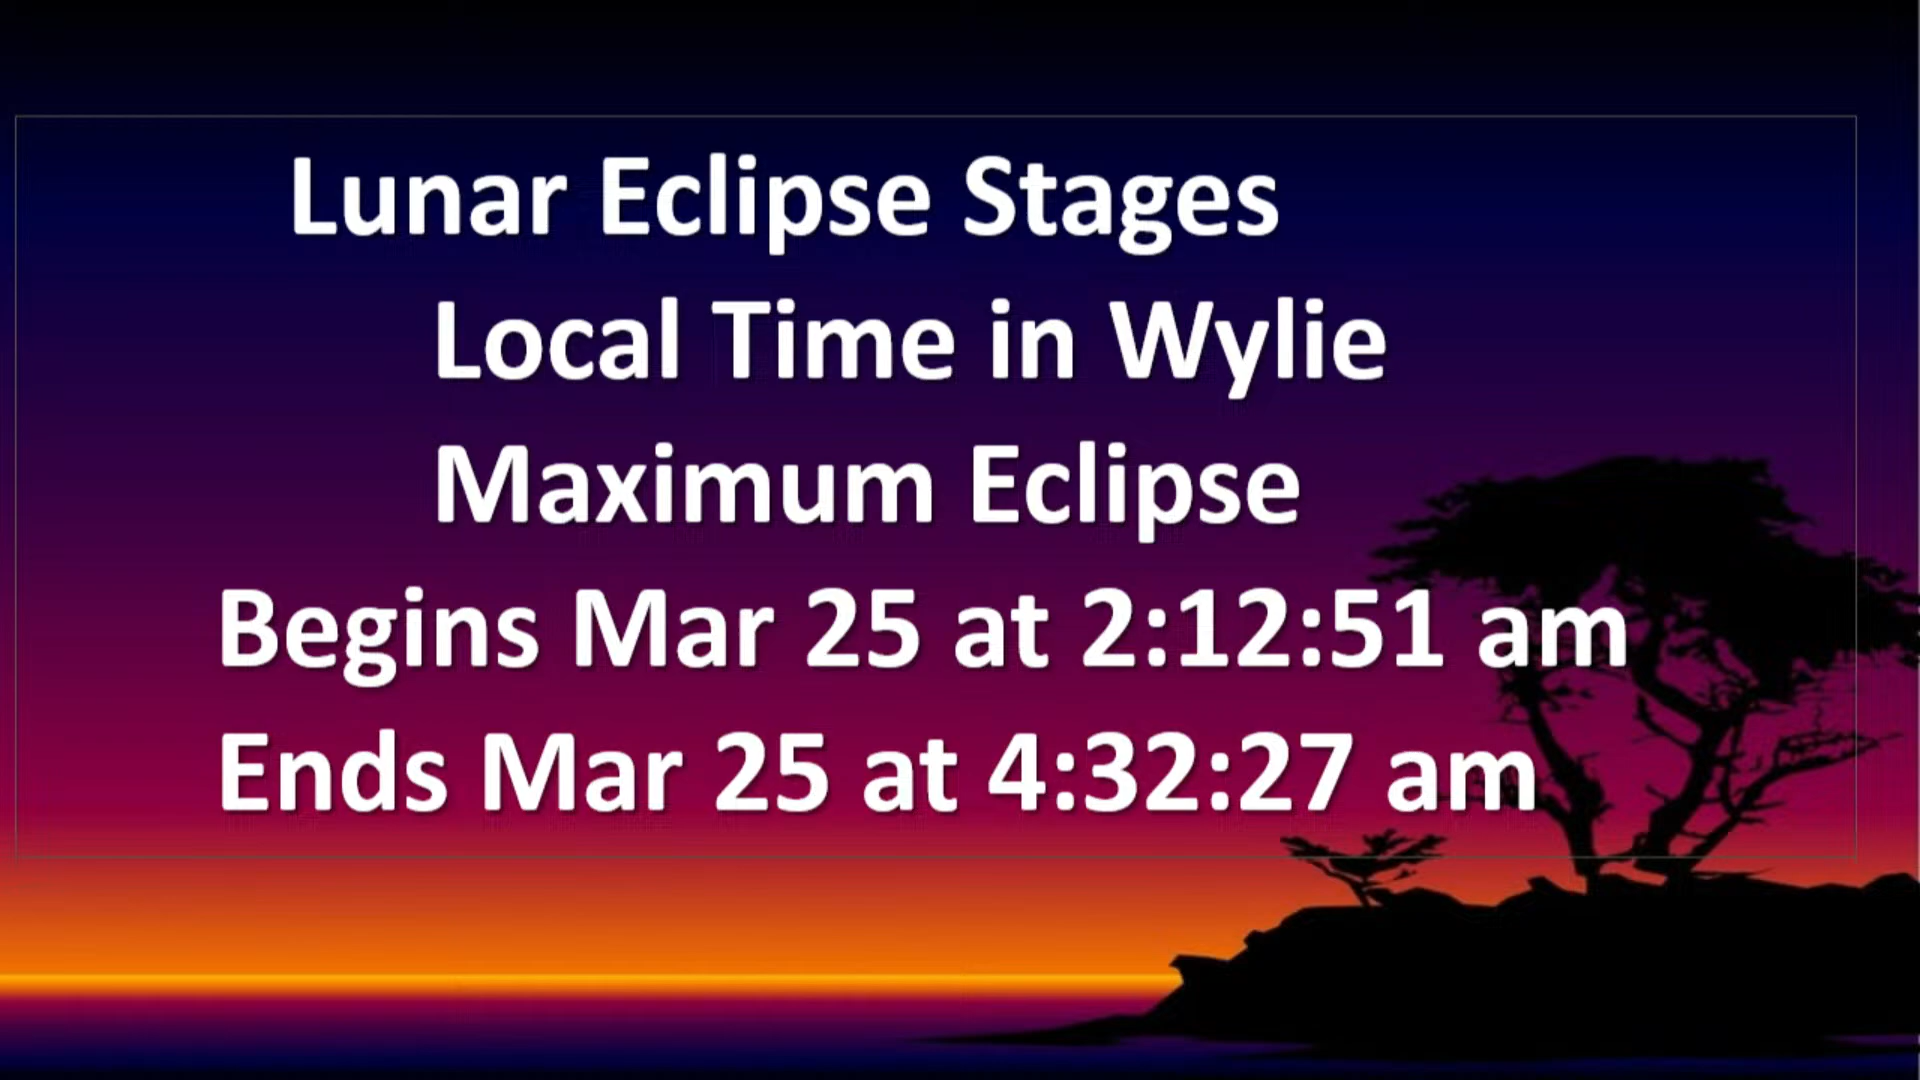 Lunar Eclipse Stages
Local Time in Wylie
Maximum Eclipse
Begins Mar 25 at 2:12:51 am
Ends Mar 25 at 4:32:27 am